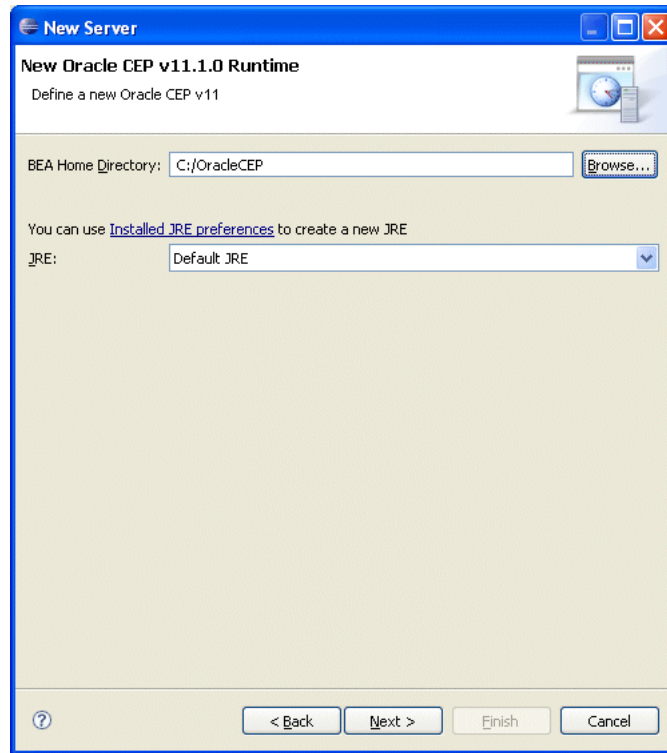 New Server
New Oracle CEP v11.1.0 Runtime
Define a new Oracle CEP v11
BEA Home Directory: C:/OracleCEP Browse...
You can use Installed JRE preferences to create a new JRE
JRE: Default JRE
? < Back Next > Finish Cancel